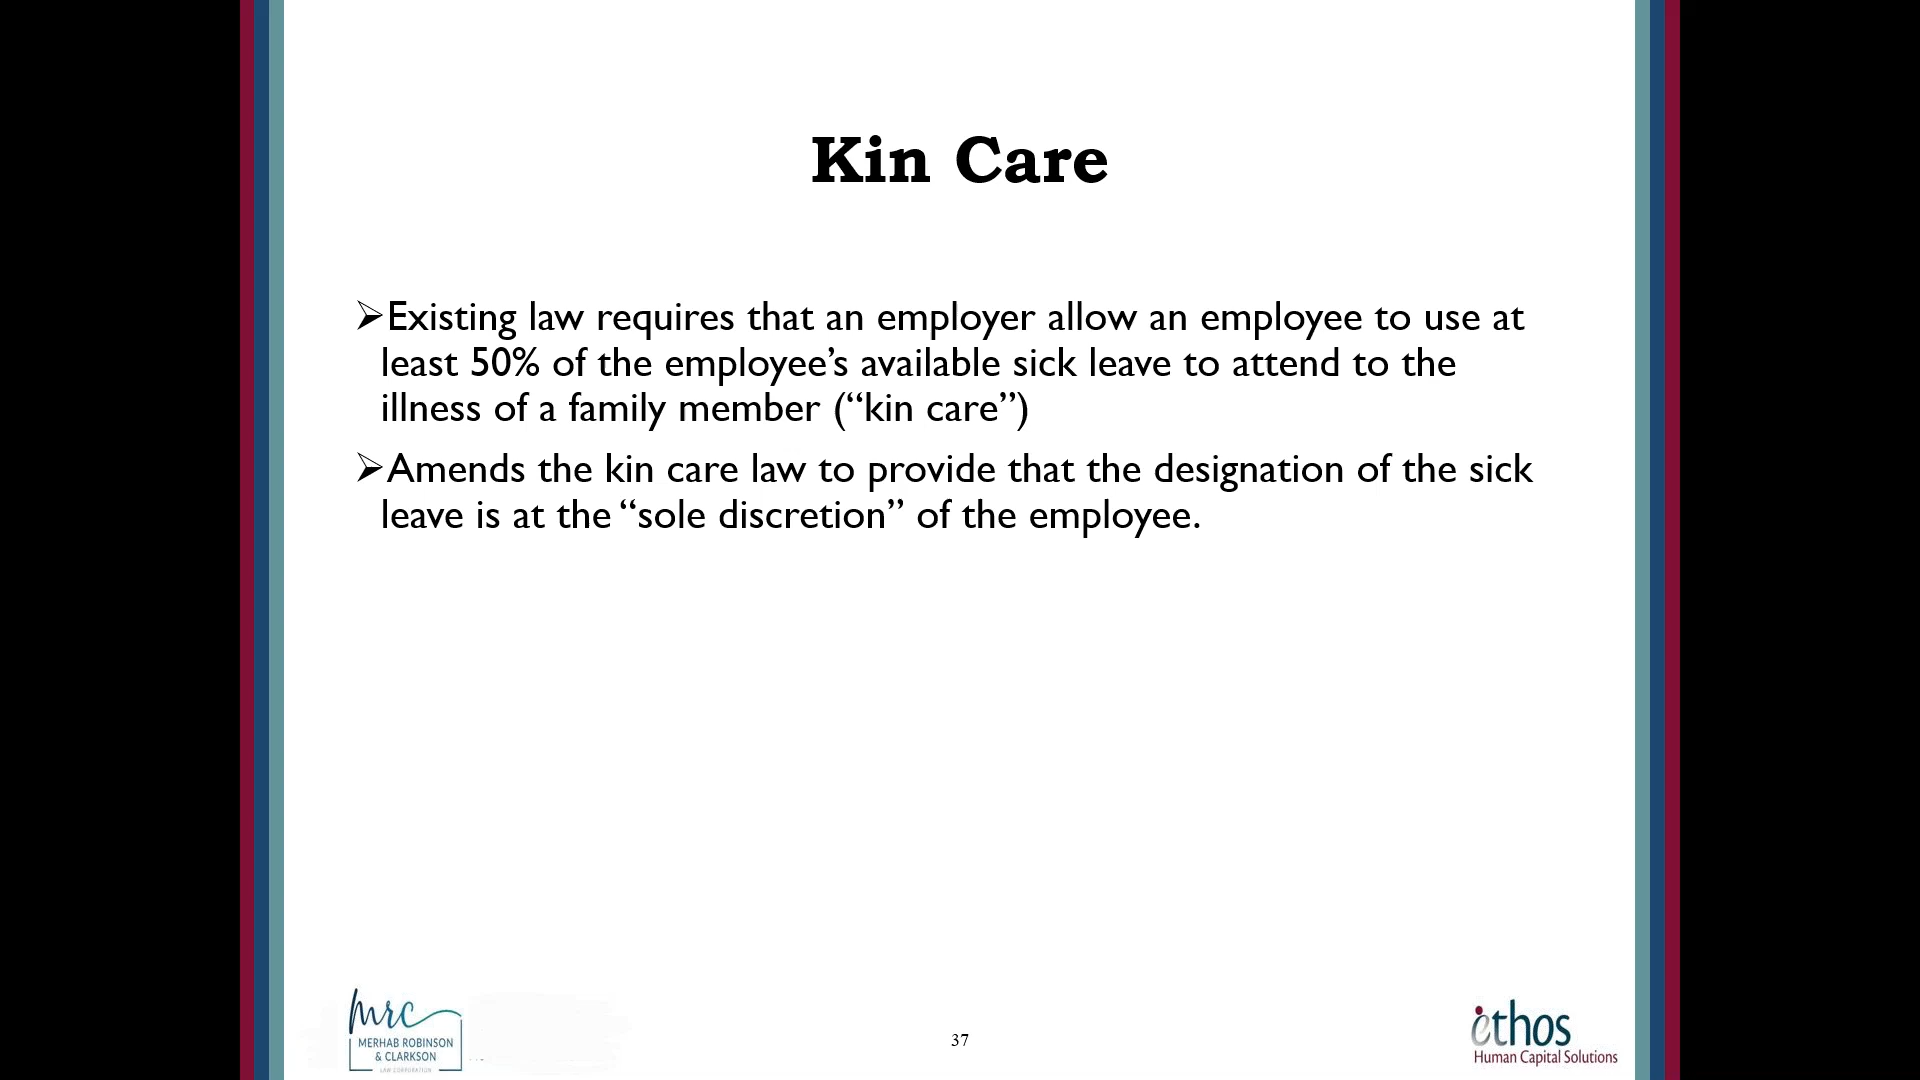 Kin Care
➢Existing law requires that an employer allow an employee to use at
least 50% of the employee’s available sick leave to attend to the
illness of a family member (“kin care”)
➢Amends the kin care law to provide that the designation of the sick
leave is at the “sole discretion” of the employee.
mrc
MERHAB ROBINSON
& CLARKSON
LAW CORPORATION
37
ethos
Human Capital Solutions